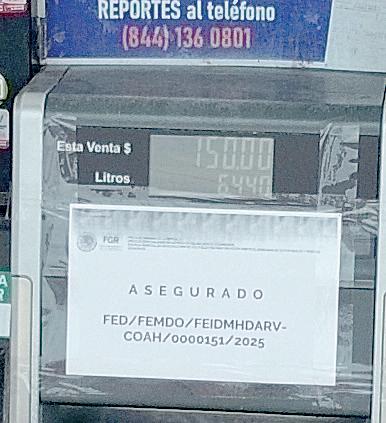 REPORTES al teléfono
(844) 136 0801
Esta Venta $ 150.00
Litros 6.440
FGR
ASEGURADO
FED/FEMDO/FEIDMHDARV-
COAH/0000151/2025